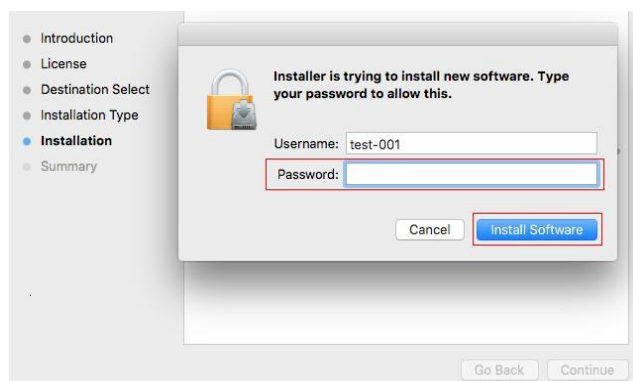 Introduction
License
Destination Select
Installation Type
Installation
Summary
Installer is trying to install new software. Type
your password to allow this.
Username: test-001
Password:
Cancel Install Software
Go Back Continue